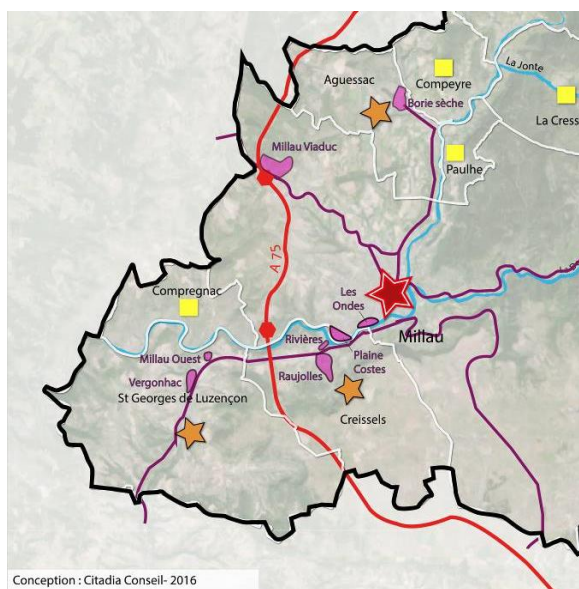 Aguessac
Compeyre
La Jonte
Borie sèche
La Cress
Millau Viaduc
Paulhe
A 75
Compregnac
Les
Ondes
Millau
Rivières
Plaine
Costes
Millau Ouest
Raujolles
Vergonhac
St Georges de Luzençon
Creissels
Conception : Citadia Conseil- 2016